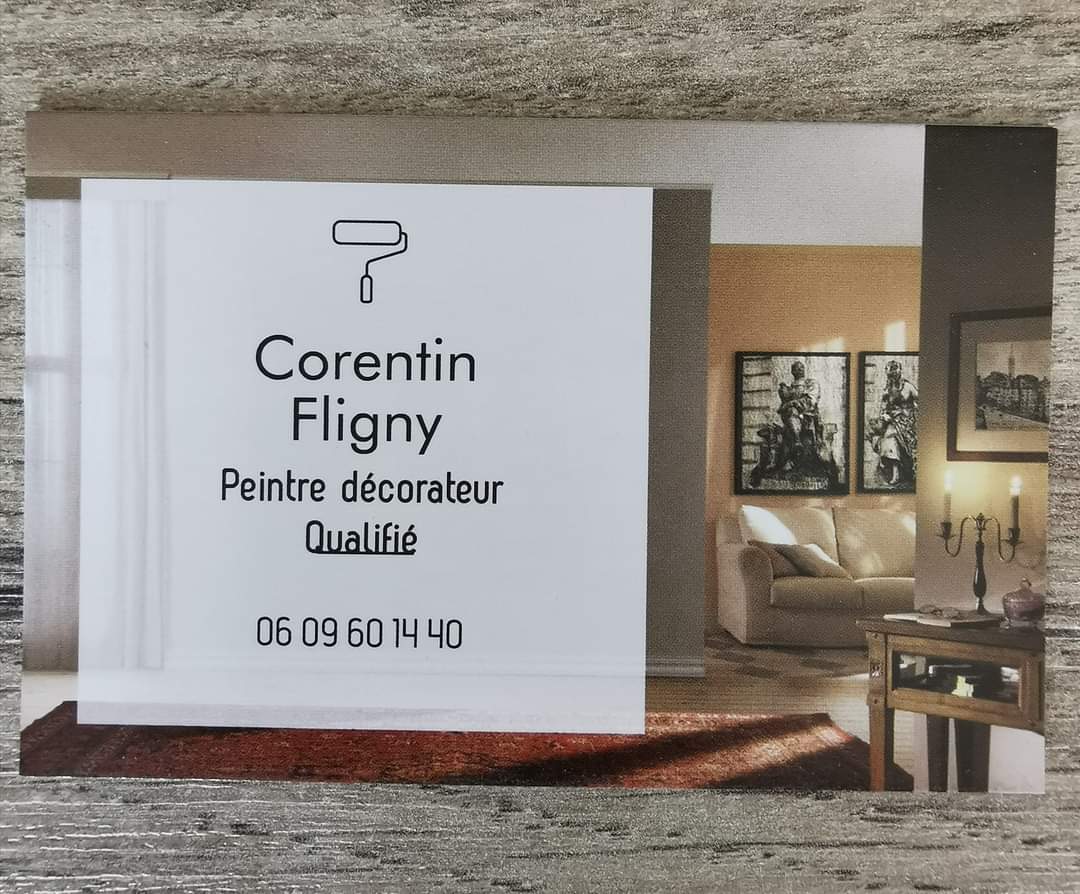 Corentin
Fligny
Peintre décorateur
Qualifié
06 09 60 14 40